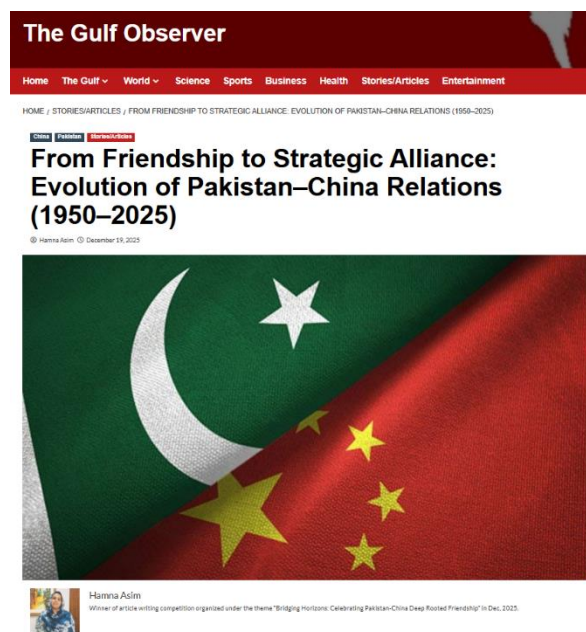 The Gulf Observer
Home The Gulf World Science Sports Business Health Stories/Articles Entertainment
HOME / STORIES/ARTICLES / FROM FRIENDSHIP TO STRATEGIC ALLIANCE: EVOLUTION OF PAKISTAN–CHINA RELATIONS (1950–2025)
China Pakistan Stories/Articles
From Friendship to Strategic Alliance:
Evolution of Pakistan–China Relations
(1950–2025)
Hamna Asim December 19, 2025
Hamna Asim
Winner of article writing competition organized under the theme "Bridging Horizons: Celebrating Pakistan-China Deep Rooted Friendship" in Dec. 2025.